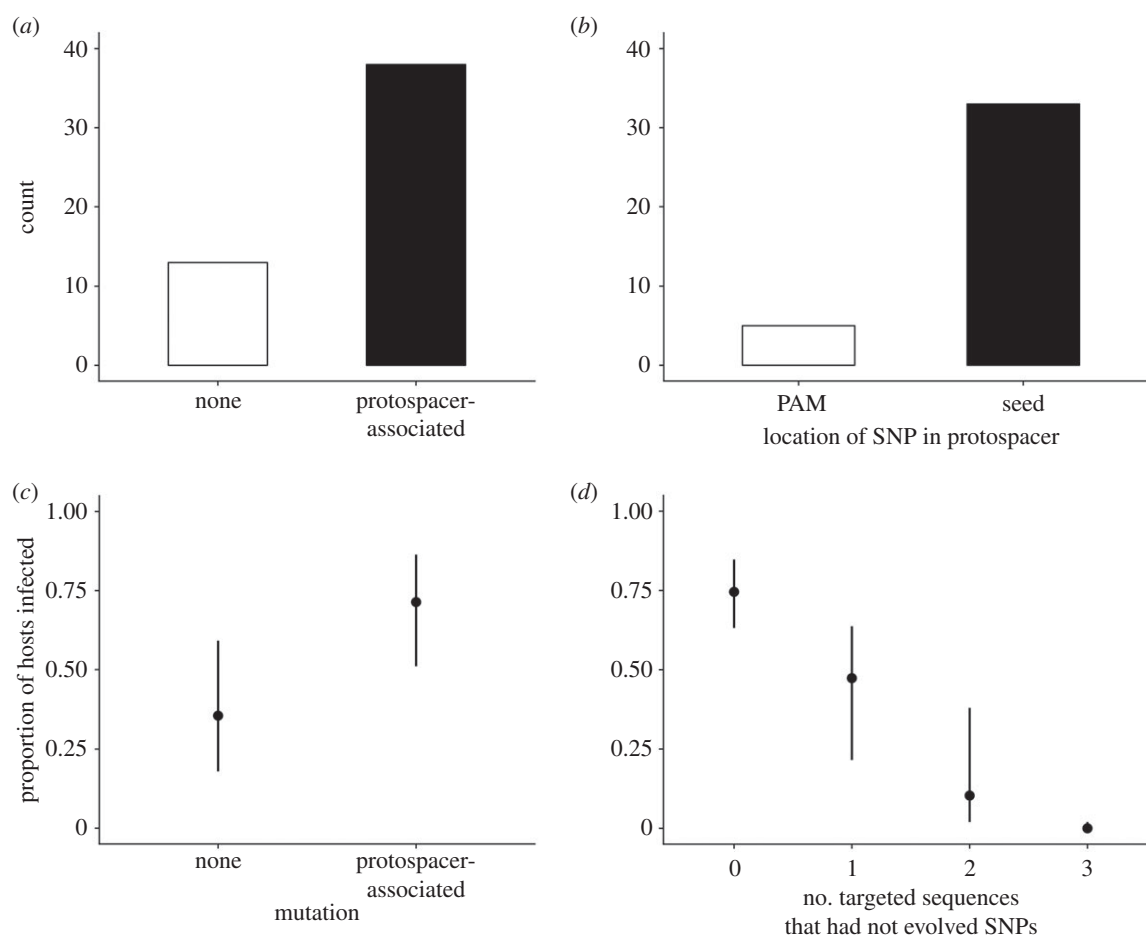 (a)
40
30
20
10
0
count
none
protospacer-
associated
(b)
40
30
20
10
0
PAM
seed
location of SNP in protospacer
(c)
1.00
0.75
0.50
0.25
0
proportion of hosts infected
none
protospacer-
associated
mutation
(d)
1.00
0.75
0.50
0.25
0
0
1
2
3
no. targeted sequences
that had not evolved SNPs